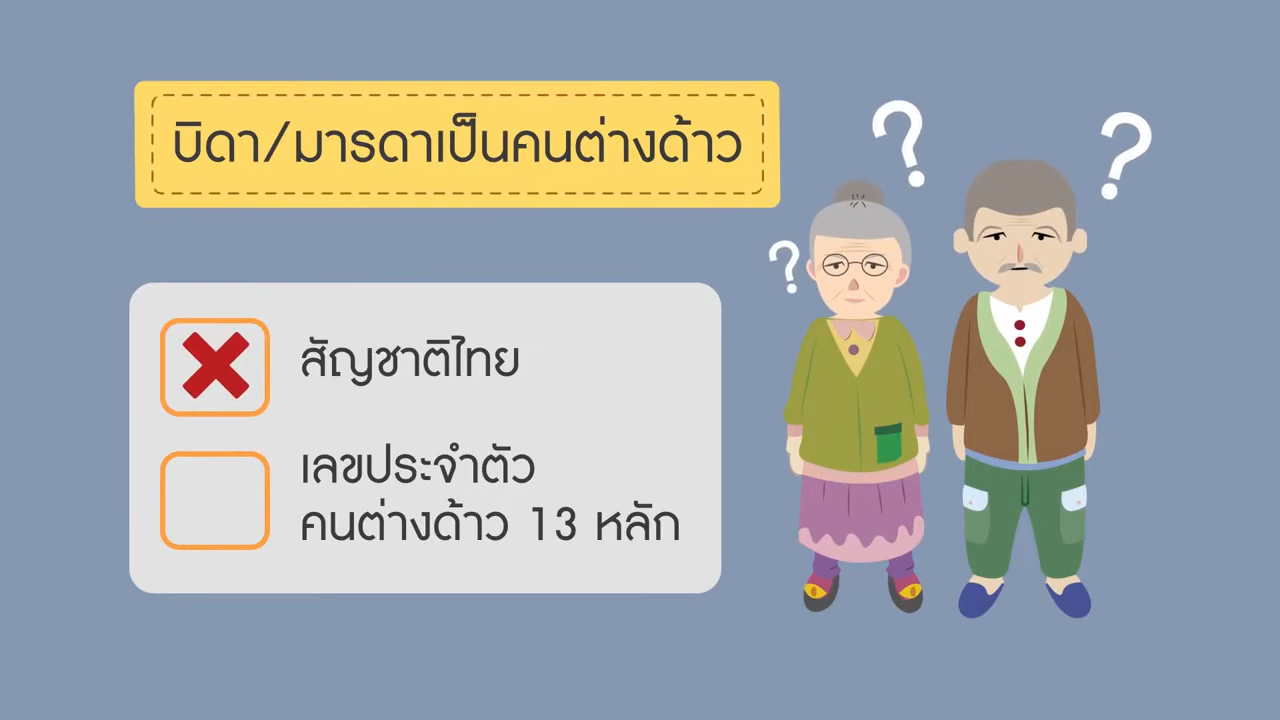 บิดา/มารดาเป็นคนต่างด้าว
สัญชาติไทย
เลขประจำตัว
คนต่างด้าว 13 หลัก